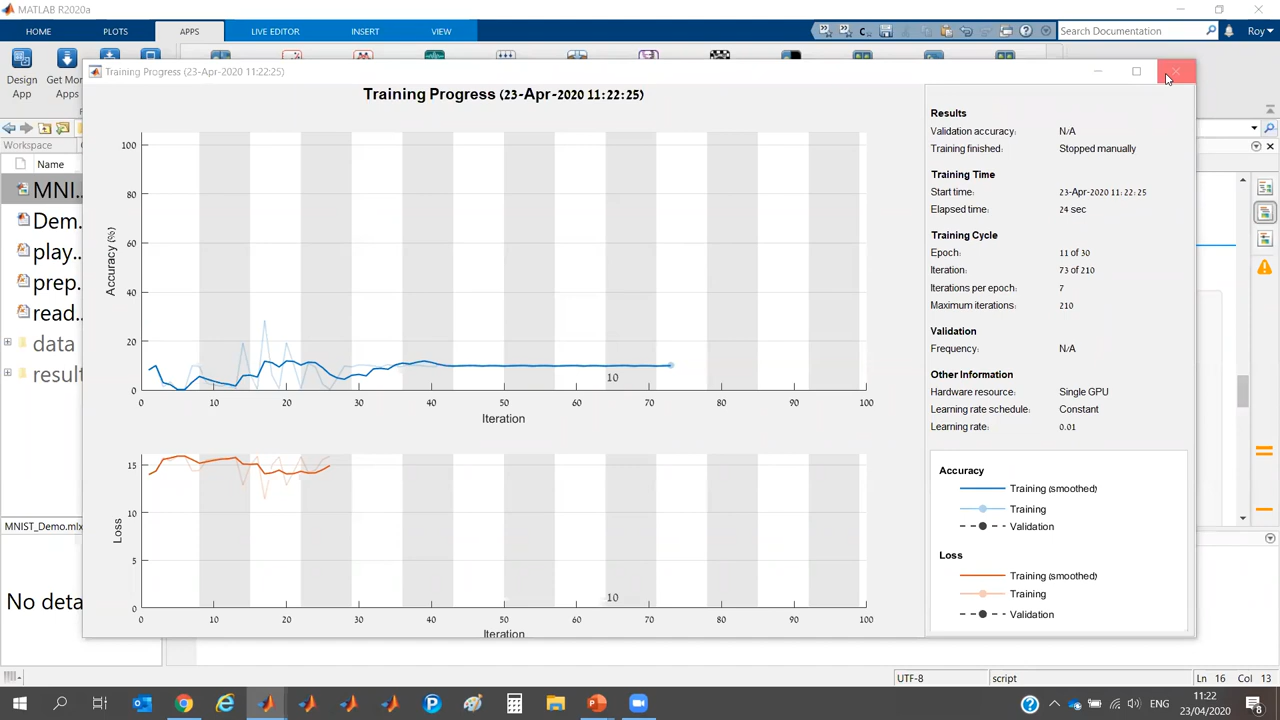 MATLAB R2020a
HOME PLOTS APPS LIVE EDITOR INSERT VIEW
Search Documentation
Roy
Design
App
Get Mo
Apps
Training Progress (23-Apr-2020 11:22:25)
Workspace
Name
MNI...
Dem...
play...
prep...
read...
data
result
MNIST_Demo.mlx
No deta
Training Progress (23-Apr-2020 11:22:25)
Accuracy (%)
100
80
60
40
20
0
10
0 10 20 30 40 50 60 70 80 90 100
Iteration
Loss
15
10
5
0
10
0 10 20 30 40 50 60 70 80 90 100
Iteration
Results
Validation accuracy: N/A
Training finished: Stopped manually
Training Time
Start time: 23-Apr-2020 11:22:25
Elapsed time: 24 sec
Training Cycle
Epoch: 11 of 30
Iteration: 73 of 210
Iterations per epoch: 7
Maximum iterations: 210
Validation
Frequency: N/A
Other Information
Hardware resource: Single GPU
Learning rate schedule: Constant
Learning rate: 0.01
Accuracy
Training (smoothed)
Training
Validation
Loss
Training (smoothed)
Training
Validation
UTF-8 script Ln 16 Col 13
ENG
11:22
23/04/2020
8